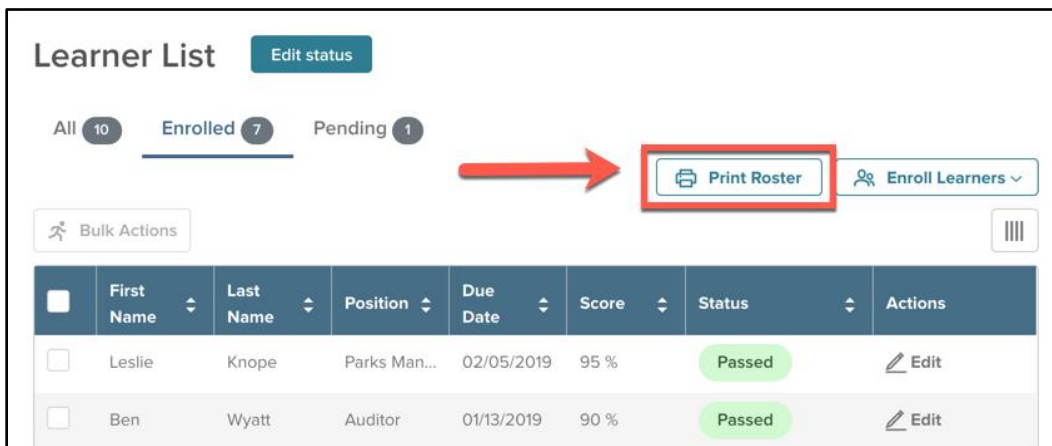 Learner List Edit status
All 10 Enrolled 7 Pending 1
Print Roster Enroll Learners
Bulk Actions
First Name Last Name Position Due Date Score Status Actions
Leslie Knope Parks Man... 02/05/2019 95 % Passed Edit
Ben Wyatt Auditor 01/13/2019 90 % Passed Edit